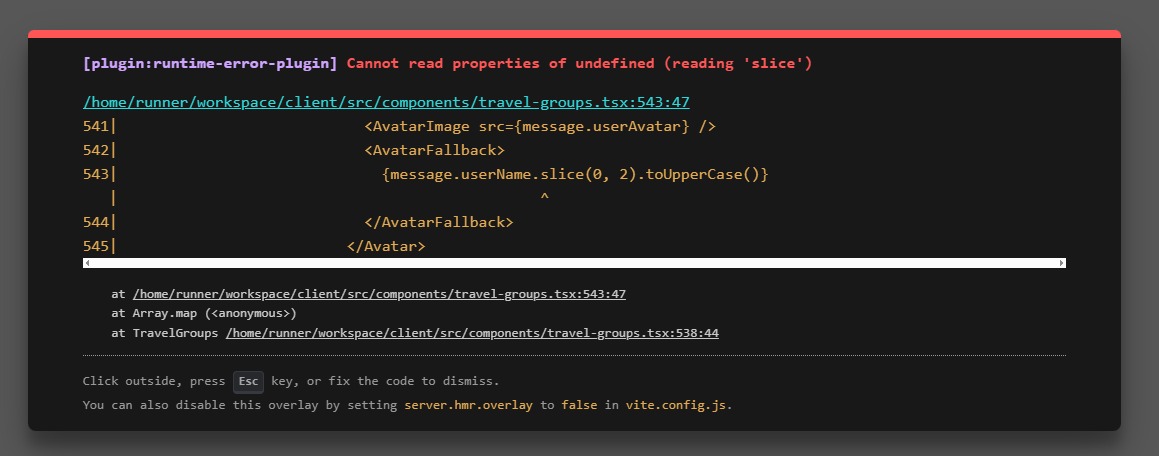 [plugin:runtime-error-plugin] Cannot read properties of undefined (reading 'slice')
/home/runner/workspace/client/src/components/travel-groups.tsx:543:47
541|                            <AvatarImage src={message.userAvatar} />
542|                            <AvatarFallback>
543|                              {message.userName.slice(0, 2).toUpperCase()}
   |                                                ^
544|                            </AvatarFallback>
545|                          </Avatar>
at /home/runner/workspace/client/src/components/travel-groups.tsx:543:47
at Array.map (<anonymous>)
at TravelGroups /home/runner/workspace/client/src/components/travel-groups.tsx:538:44
Click outside, press Esc key, or fix the code to dismiss.
You can also disable this overlay by setting server.hmr.overlay to false in vite.config.js.